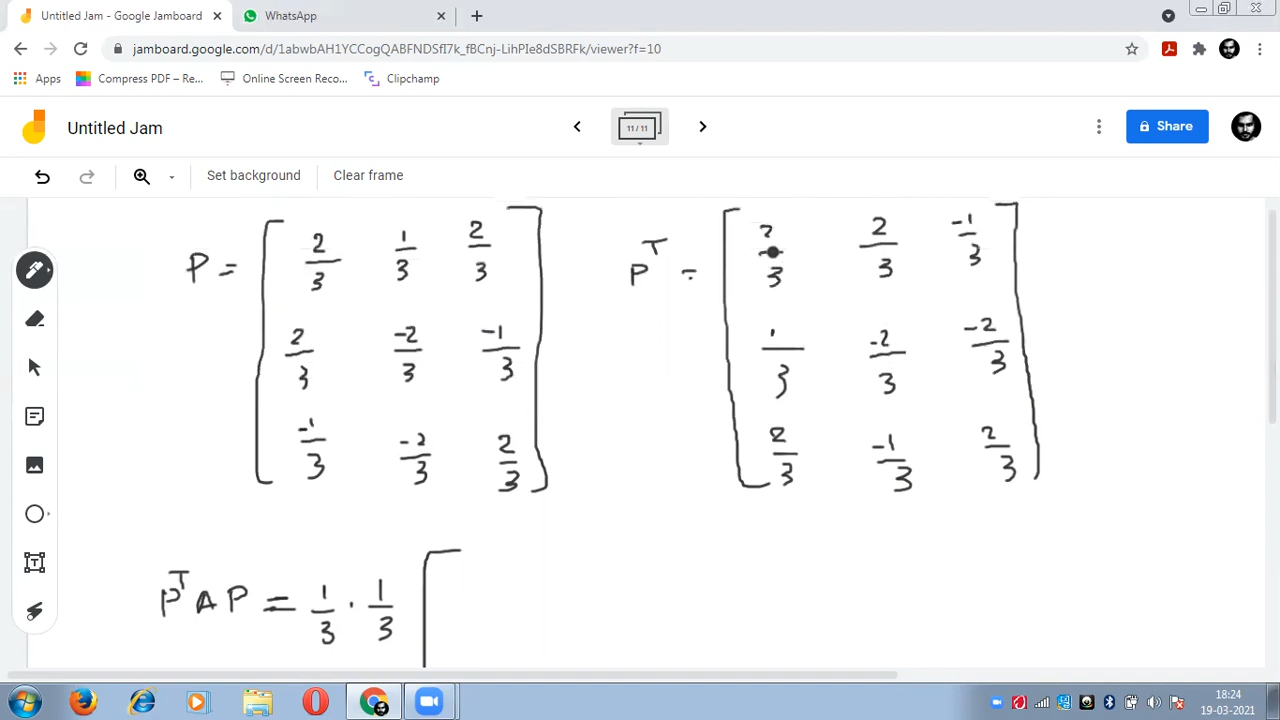 Untitled Jam - Google Jamboard
WhatsApp
jamboard.google.com/d/1abwbAH1YCCogQABFNDSfI7k_fBCnj-LihPIe8dSBRFk/viewer?f=10
Apps Compress PDF – Re... Online Screen Reco... Clipchamp
Untitled Jam
11 / 11
Share
Set background
Clear frame
P = [ 2/3 1/3 2/3
2/3 -2/3 -1/3
-1/3 -2/3 2/3 ]
P^T = [ 2/3 2/3 -1/3
1/3 -2/3 -2/3
2/3 -1/3 2/3 ]
P^T A P = 1/3 . 1/3 [
18:24
19-03-2021